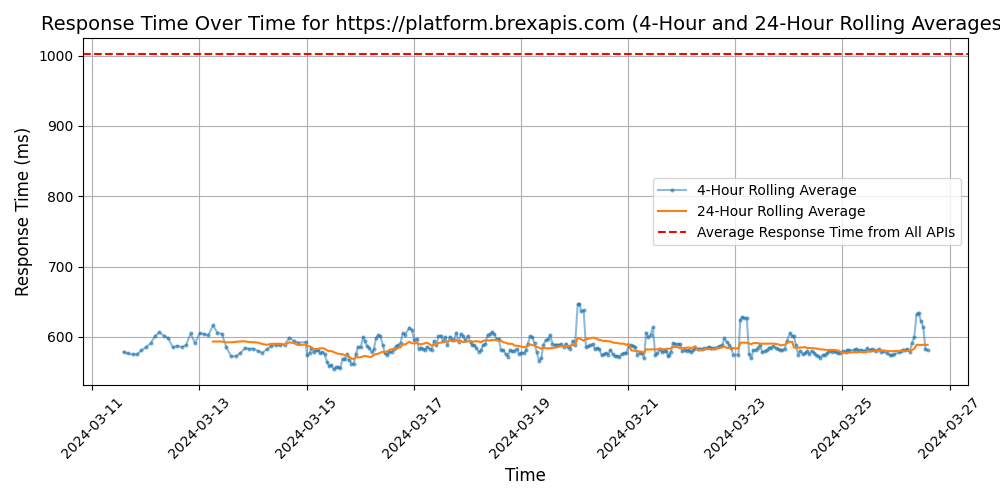 Response Time Over Time for https://platform.brexapis.com (4-Hour and 24-Hour Rolling Averages
1000
900
800
700
600
Response Time (ms)
4-Hour Rolling Average
24-Hour Rolling Average
Average Response Time from All APIs
2024-03-11
2024-03-13
2024-03-15
2024-03-17
2024-03-19
2024-03-21
2024-03-23
2024-03-25
2024-03-27
Time